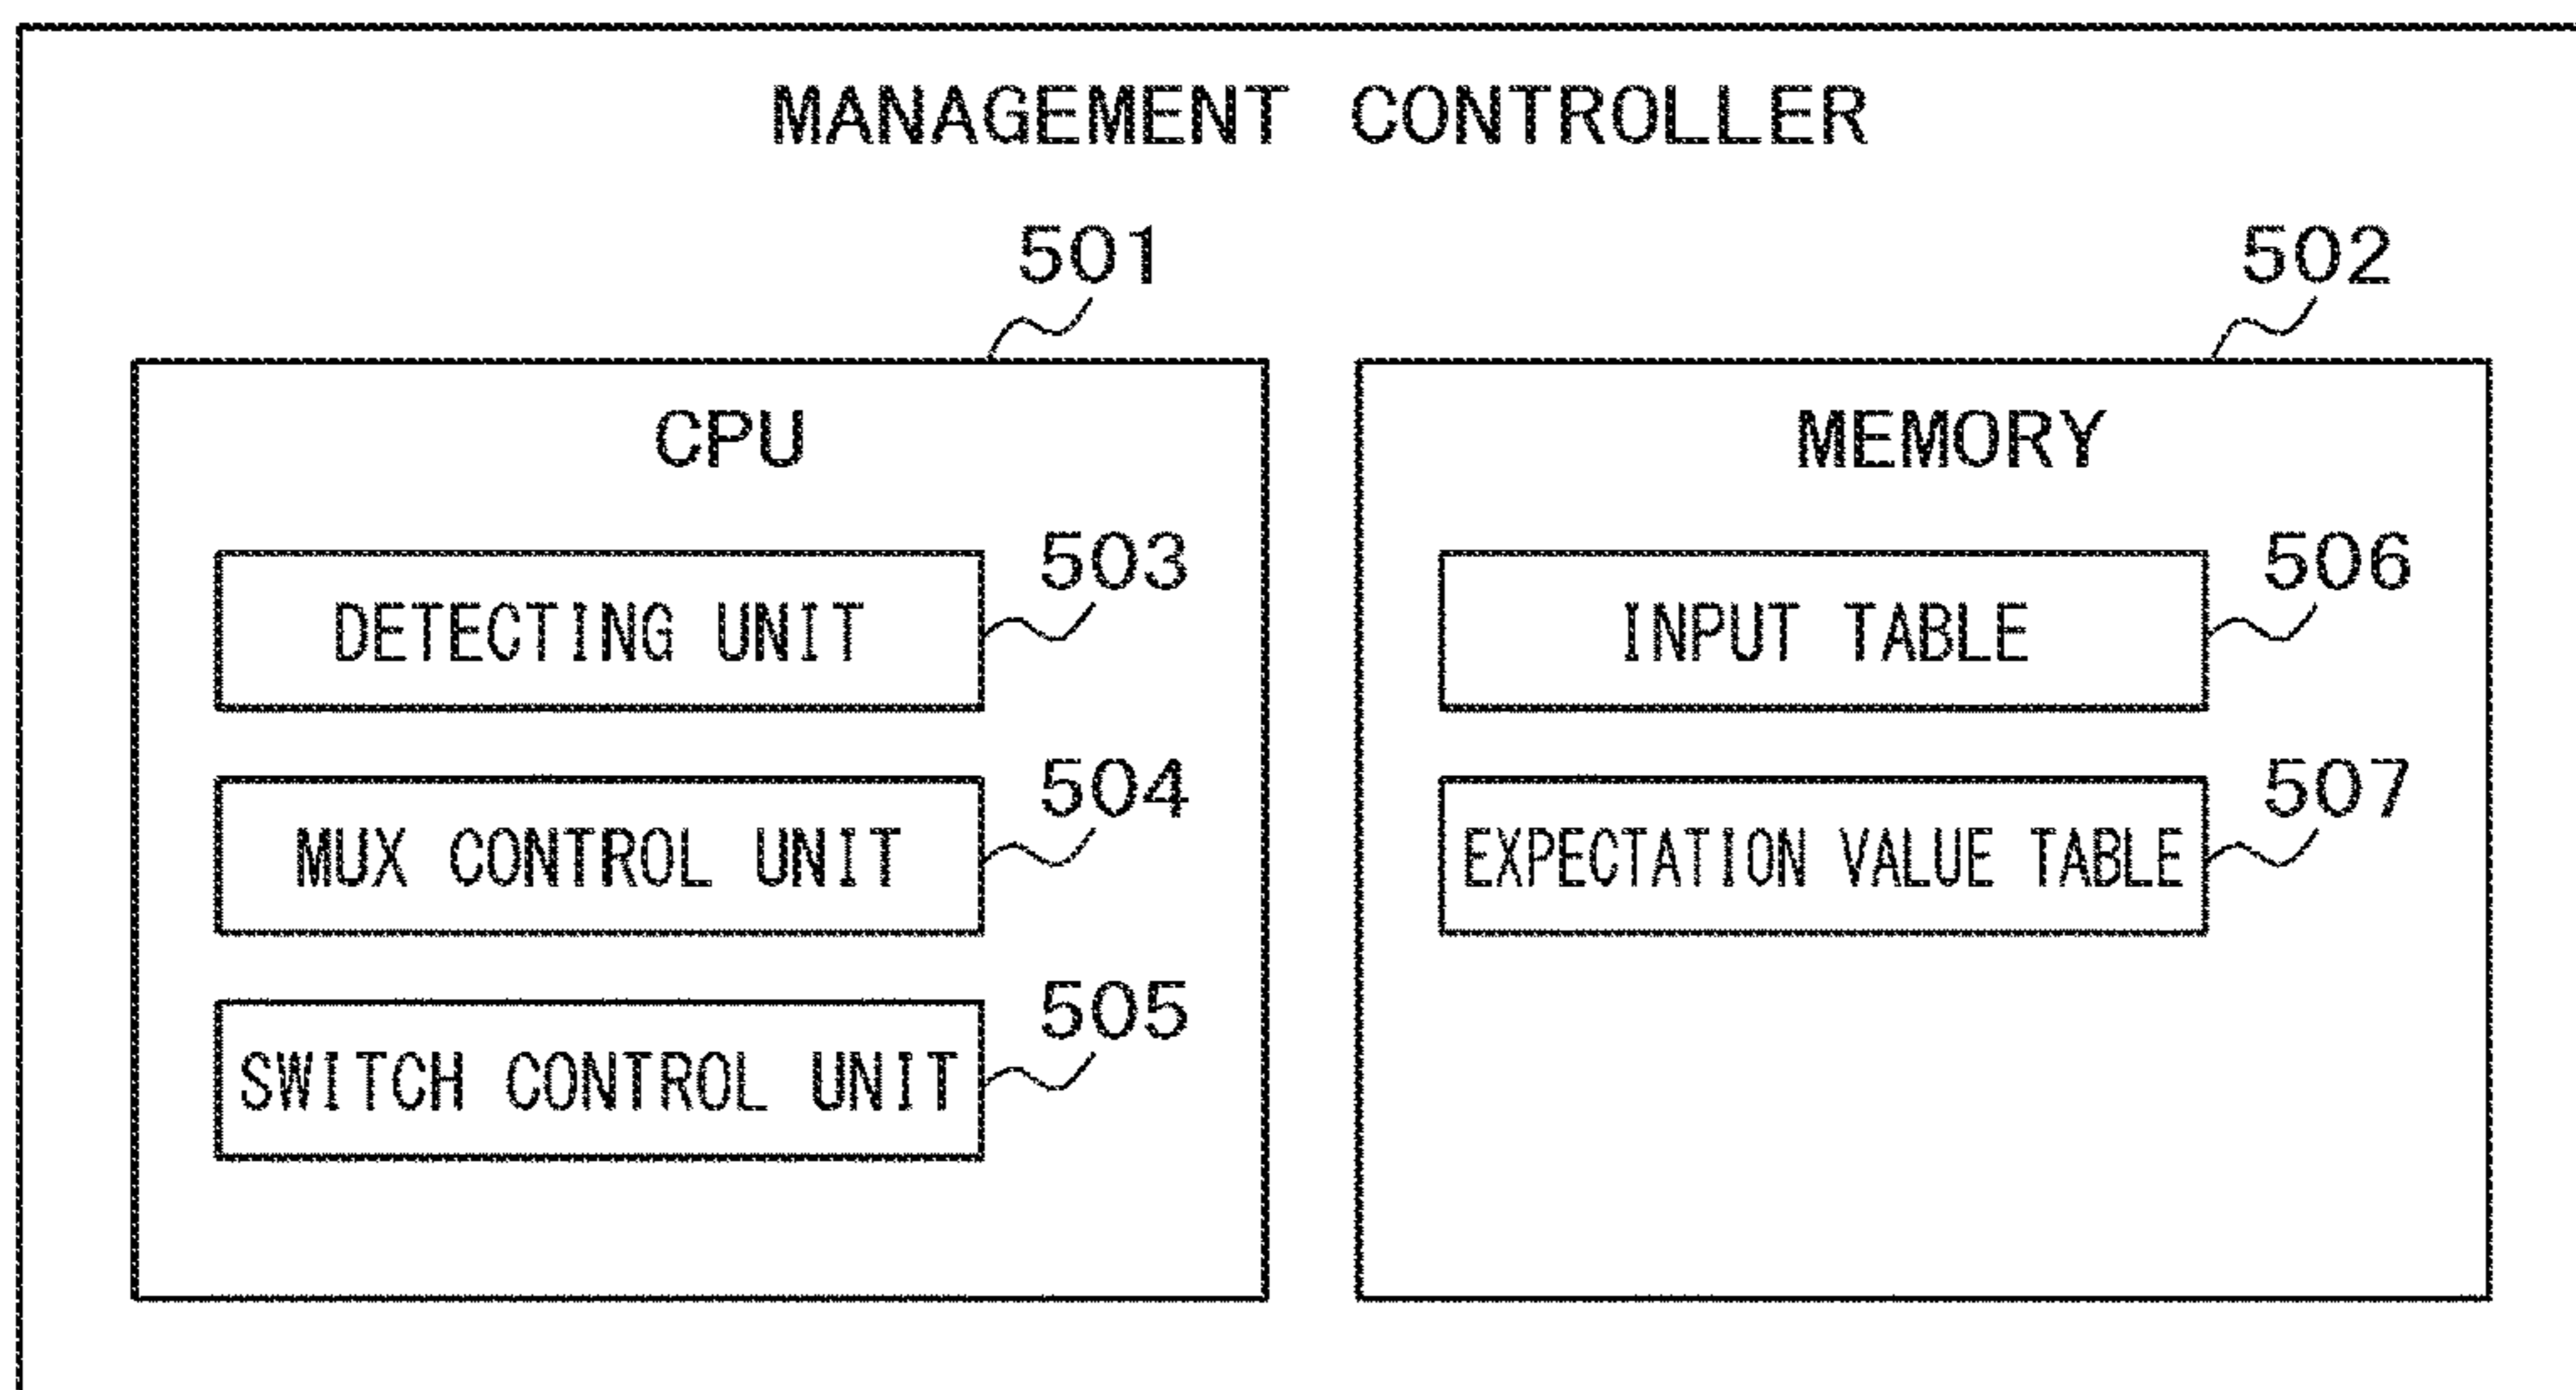 MANAGEMENT CONTROLLER
501
502
CPU
MEMORY
503
DETECTING UNIT
506
INPUT TABLE
504
MUX CONTROL UNIT
507
EXPECTATION VALUE TABLE
505
SWITCH CONTROL UNIT